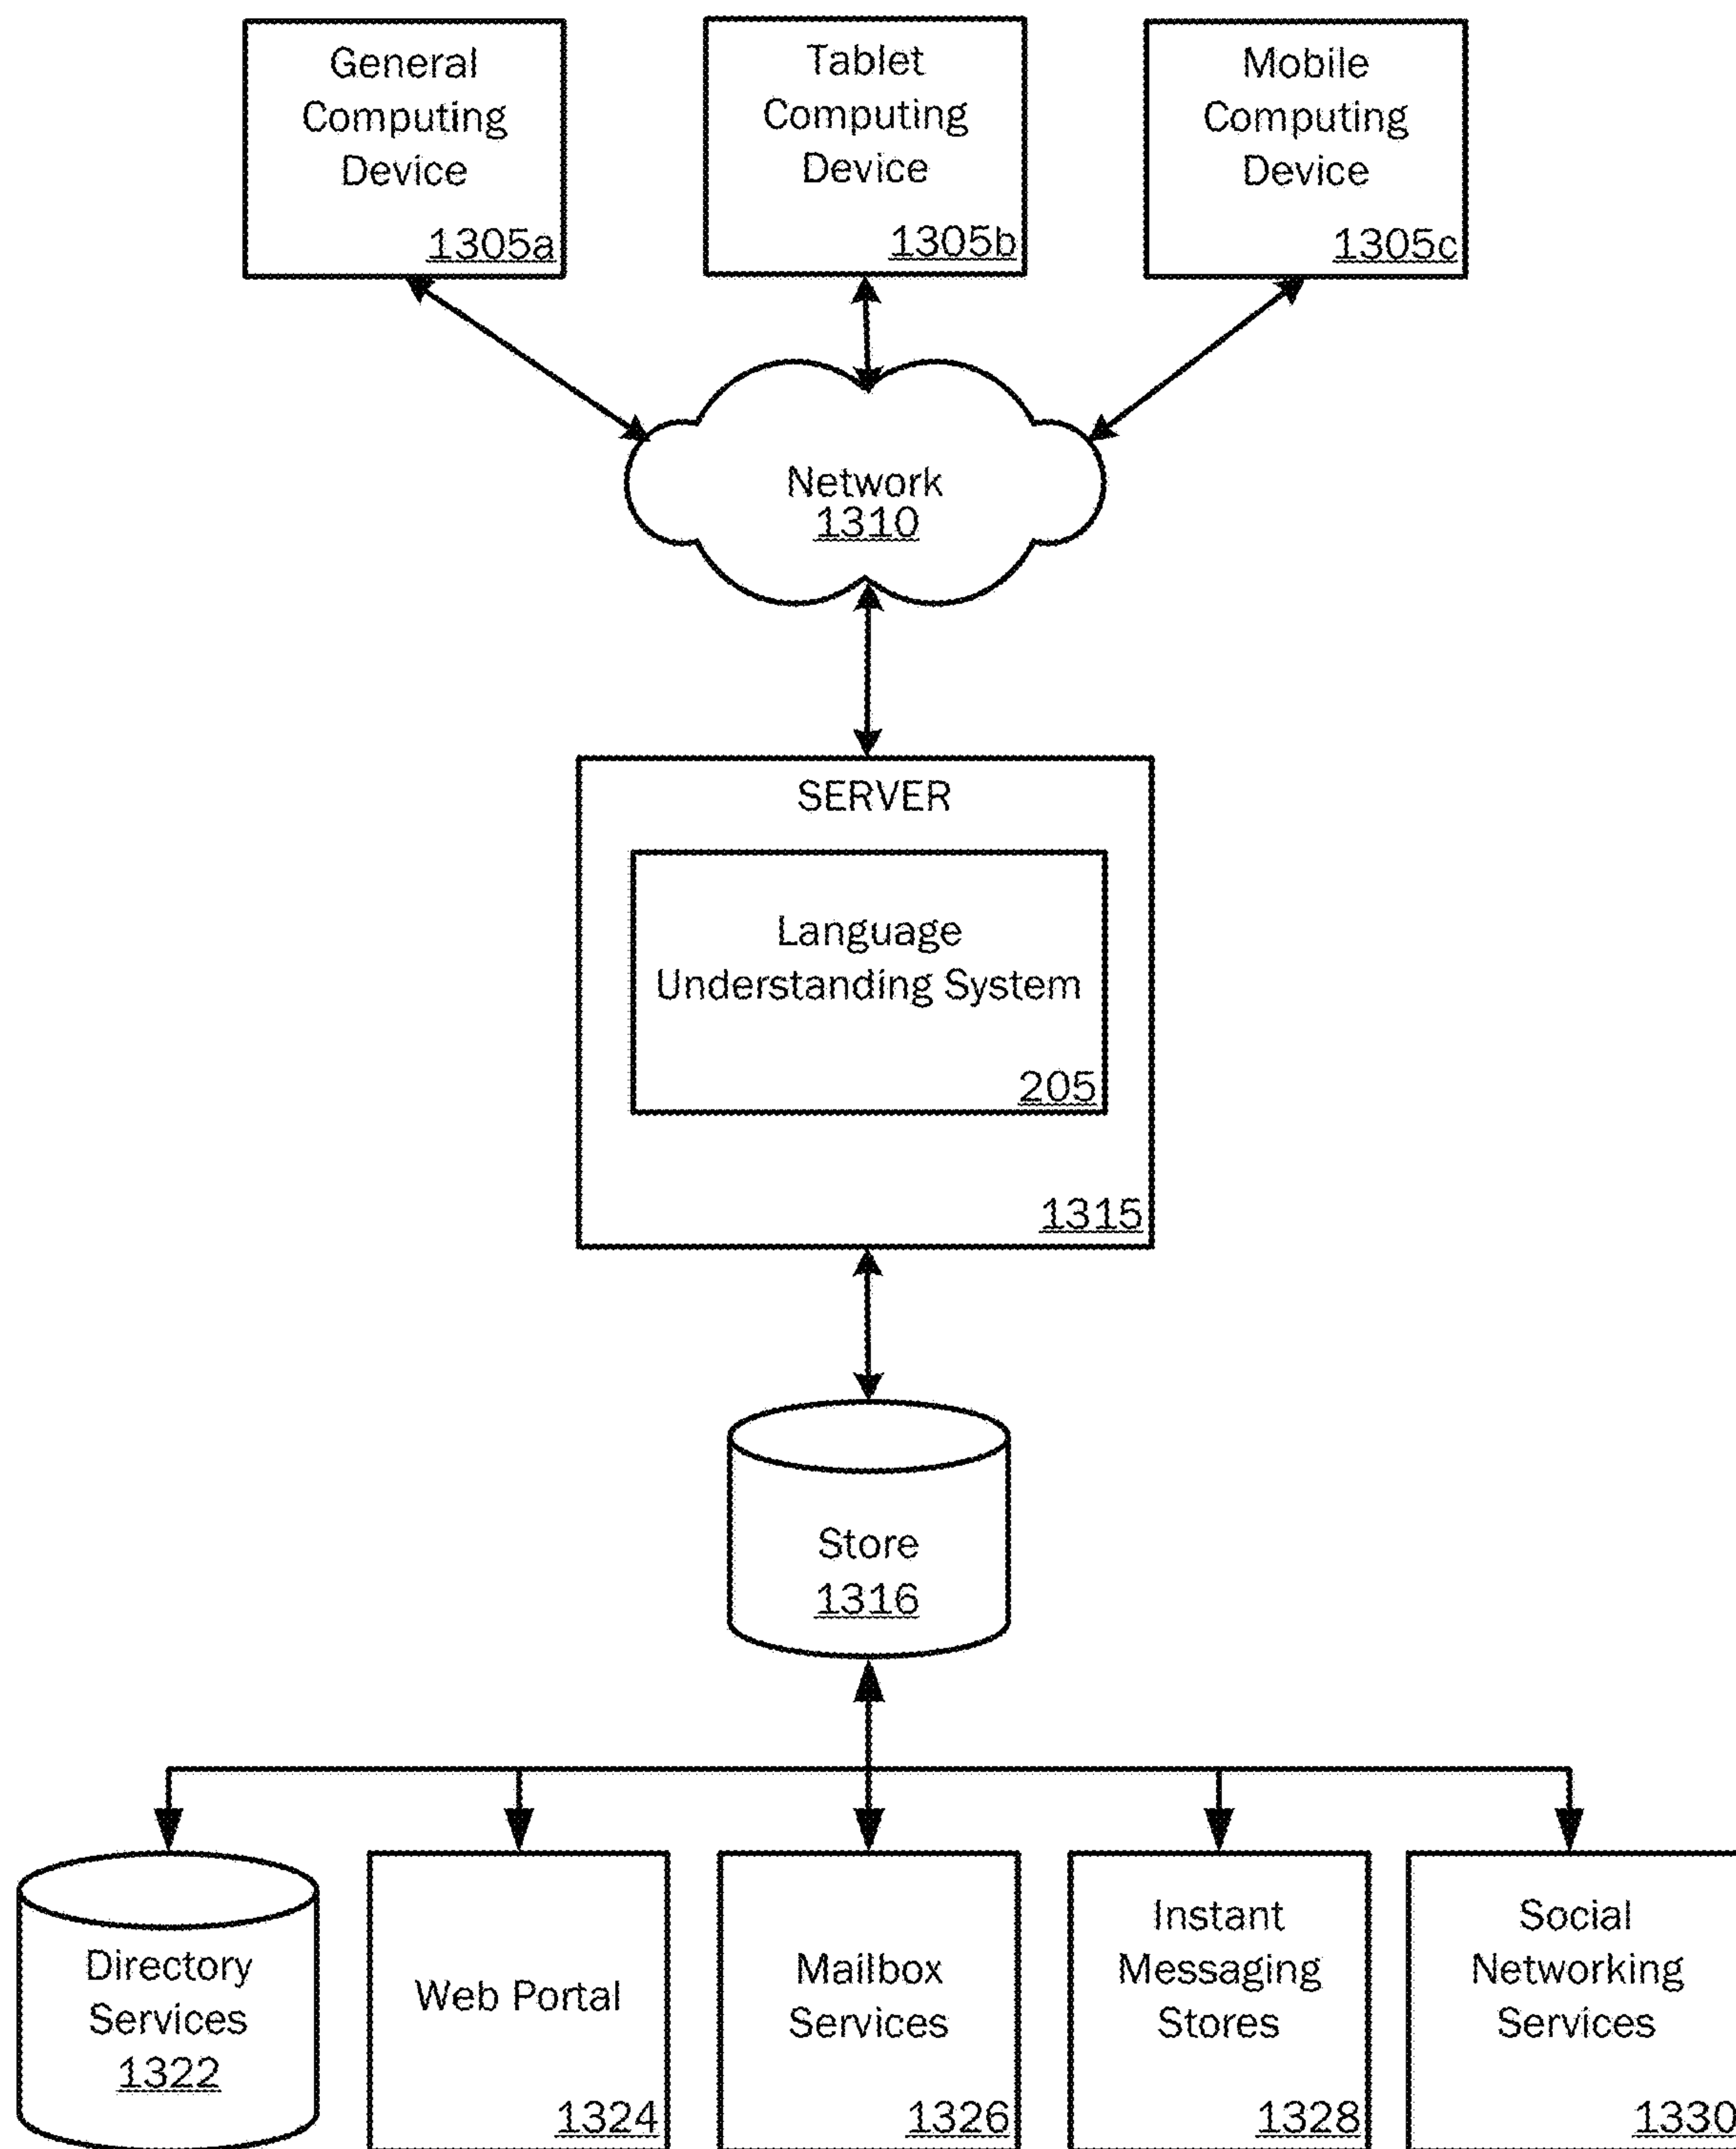 General
Computing
Device
1305a
Tablet
Computing
Device
1305b
Mobile
Computing
Device
1305c
Network
1310
SERVER
Language
Understanding System
205
1315
Store
1316
Directory
Services
1322
Web Portal
1324
Mailbox
Services
1326
Instant
Messaging
Stores
1328
Social
Networking
Services
1330